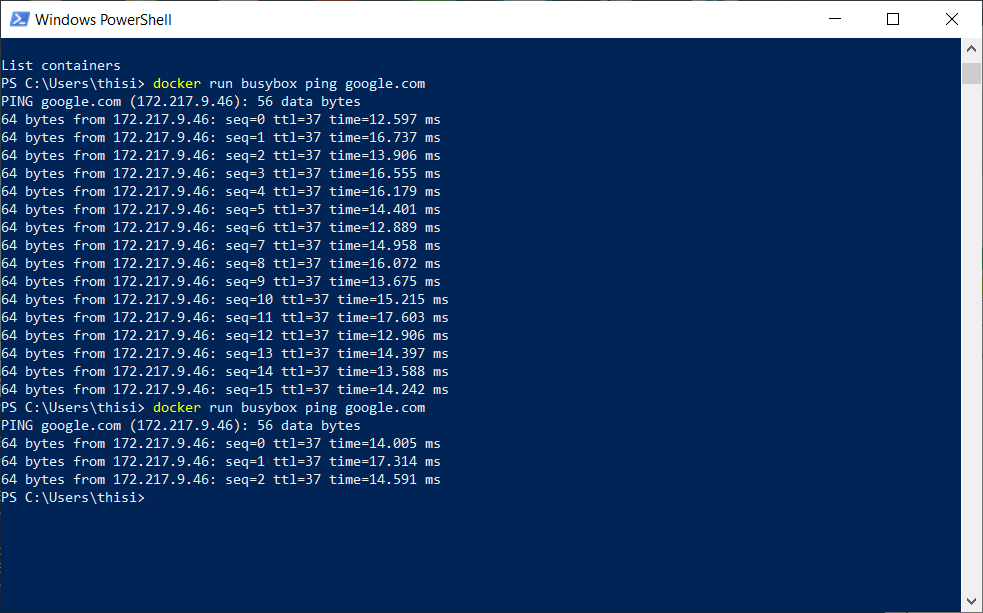 Windows PowerShell
List containers
PS C:\Users\thisi> docker run busybox ping google.com
PING google.com (172.217.9.46): 56 data bytes
64 bytes from 172.217.9.46: seq=0 ttl=37 time=12.597 ms
64 bytes from 172.217.9.46: seq=1 ttl=37 time=16.737 ms
64 bytes from 172.217.9.46: seq=2 ttl=37 time=13.906 ms
64 bytes from 172.217.9.46: seq=3 ttl=37 time=16.555 ms
64 bytes from 172.217.9.46: seq=4 ttl=37 time=16.179 ms
64 bytes from 172.217.9.46: seq=5 ttl=37 time=14.401 ms
64 bytes from 172.217.9.46: seq=6 ttl=37 time=12.889 ms
64 bytes from 172.217.9.46: seq=7 ttl=37 time=14.958 ms
64 bytes from 172.217.9.46: seq=8 ttl=37 time=16.072 ms
64 bytes from 172.217.9.46: seq=9 ttl=37 time=13.675 ms
64 bytes from 172.217.9.46: seq=10 ttl=37 time=15.215 ms
64 bytes from 172.217.9.46: seq=11 ttl=37 time=17.603 ms
64 bytes from 172.217.9.46: seq=12 ttl=37 time=12.906 ms
64 bytes from 172.217.9.46: seq=13 ttl=37 time=14.397 ms
64 bytes from 172.217.9.46: seq=14 ttl=37 time=13.588 ms
64 bytes from 172.217.9.46: seq=15 ttl=37 time=14.242 ms
PS C:\Users\thisi> docker run busybox ping google.com
PING google.com (172.217.9.46): 56 data bytes
64 bytes from 172.217.9.46: seq=0 ttl=37 time=14.005 ms
64 bytes from 172.217.9.46: seq=1 ttl=37 time=17.314 ms
64 bytes from 172.217.9.46: seq=2 ttl=37 time=14.591 ms
PS C:\Users\thisi>